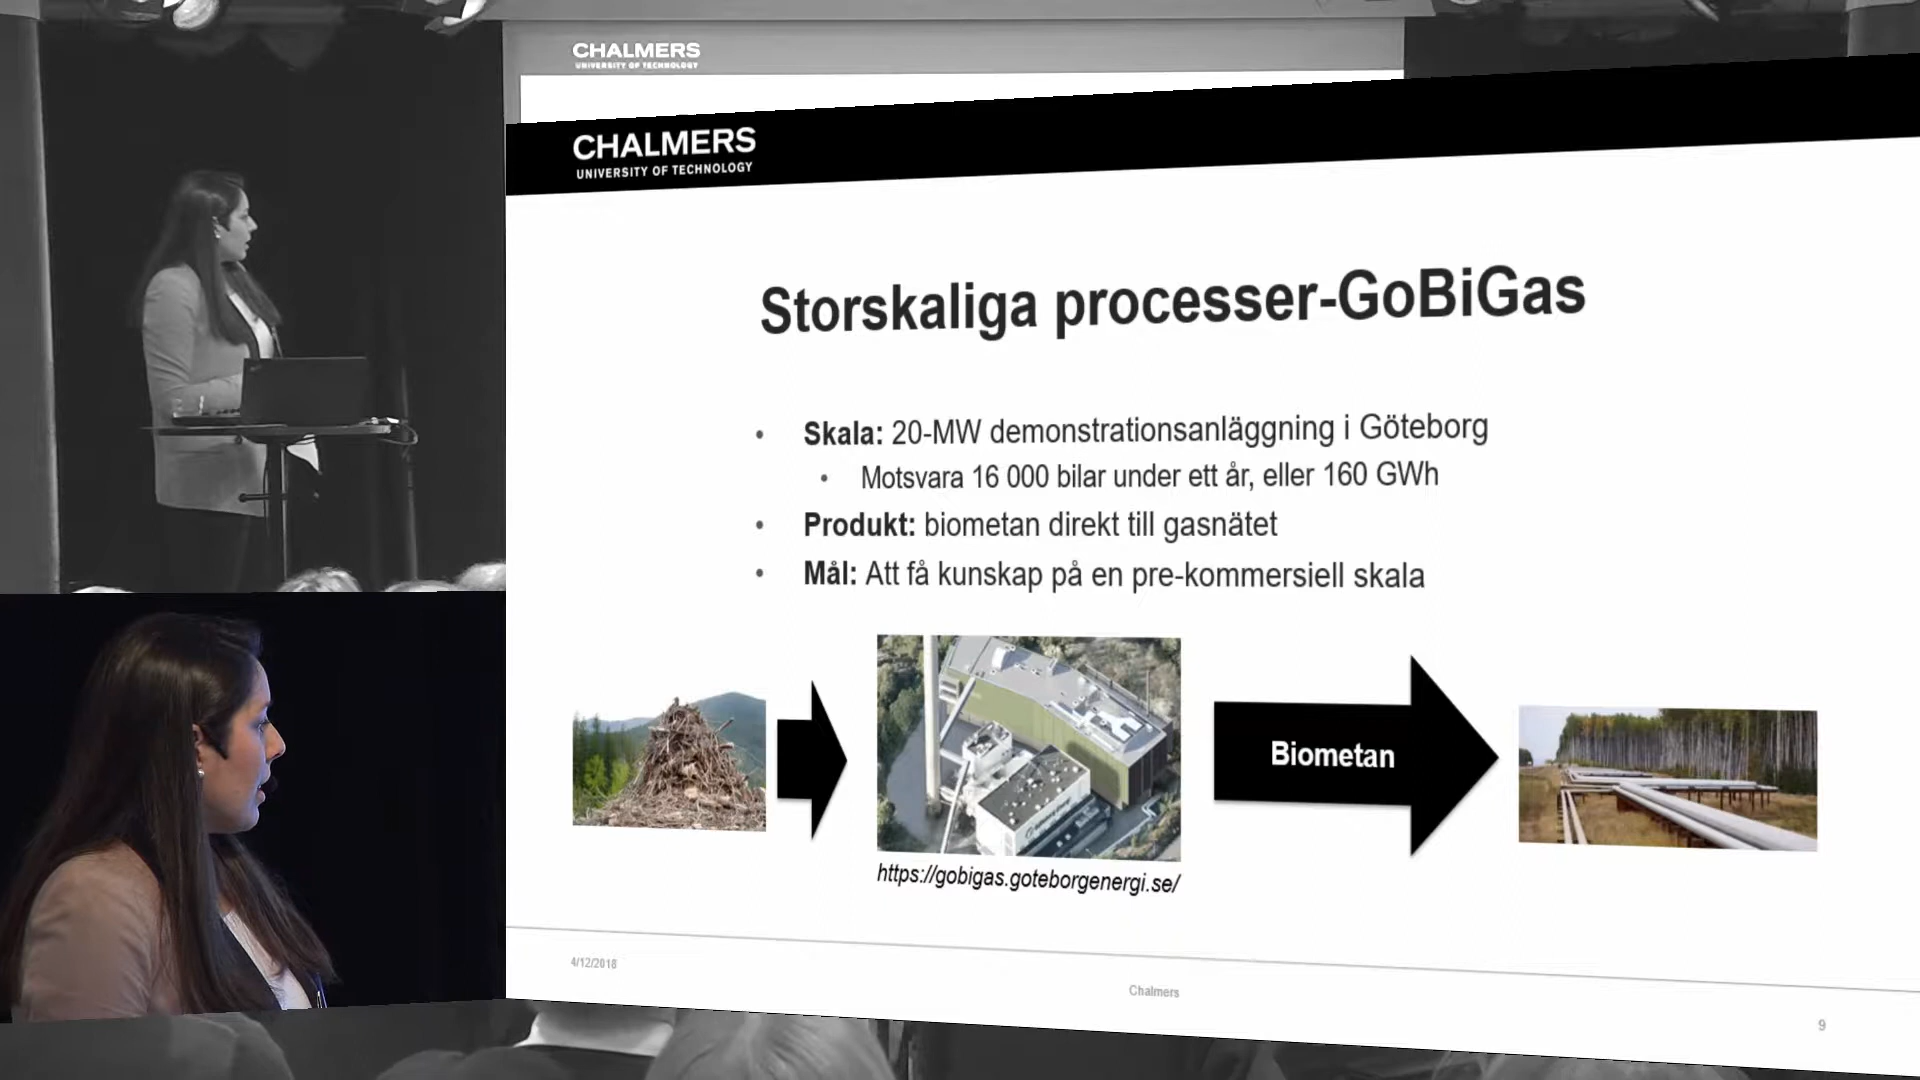 CHALMERS
UNIVERSITY OF TECHNOLOGY
CHALMERS
UNIVERSITY OF TECHNOLOGY
Storskaliga processer-GoBiGas
• Skala: 20-MW demonstrationsanläggning i Göteborg
• Motsvara 16 000 bilar under ett år, eller 160 GWh
• Produkt: biometan direkt till gasnätet
• Mål: Att få kunskap på en pre-kommersiell skala
Biometan
https://gobigas.goteborgenergi.se/
4/12/2018
Chalmers
9